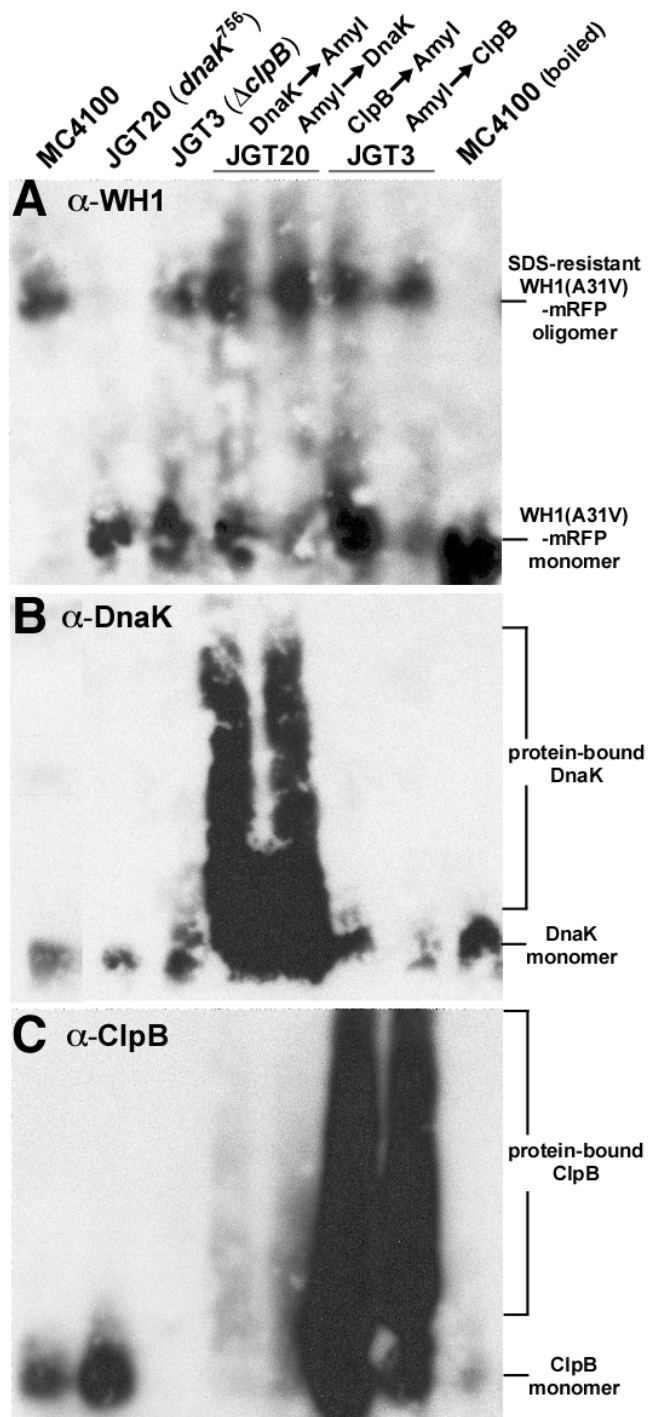 MC4100
JGT20 (dnaK⁷⁵⁶)
JGT3 (ΔclpB)
DnaK → Amyl
Amyl → DnaK
ClpB → Amyl
Amyl → ClpB
MC4100 (boiled)
JGT20
JGT3
A α-WH1
SDS-resistant
WH1(A31V)
-mRFP
oligomer
WH1(A31V)
-mRFP
monomer
B α-DnaK
protein-bound
DnaK
DnaK
monomer
C α-ClpB
protein-bound
ClpB
ClpB
monomer